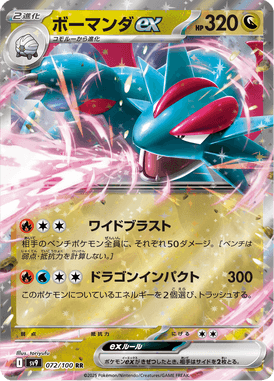 2進化
ボーマンダex
HP320
コモルーから進化
ワイドブラスト
相手のベンチポケモン全員に、それぞれ50ダメージ。[ベンチは
弱点・抵抗力を計算しない。]
ドラゴンインパクト 300
このポケモンについているエネルギーを2個選び、トラッシュする。
弱点 抵抗力 にげる
exルール
ポケモンexがきぜつしたとき、相手はサイドを2枚とる。
Illus. toriyufu
I SV9 072/100 RR
©2025 Pokémon/Nintendo/Creatures/GAME FREAK.